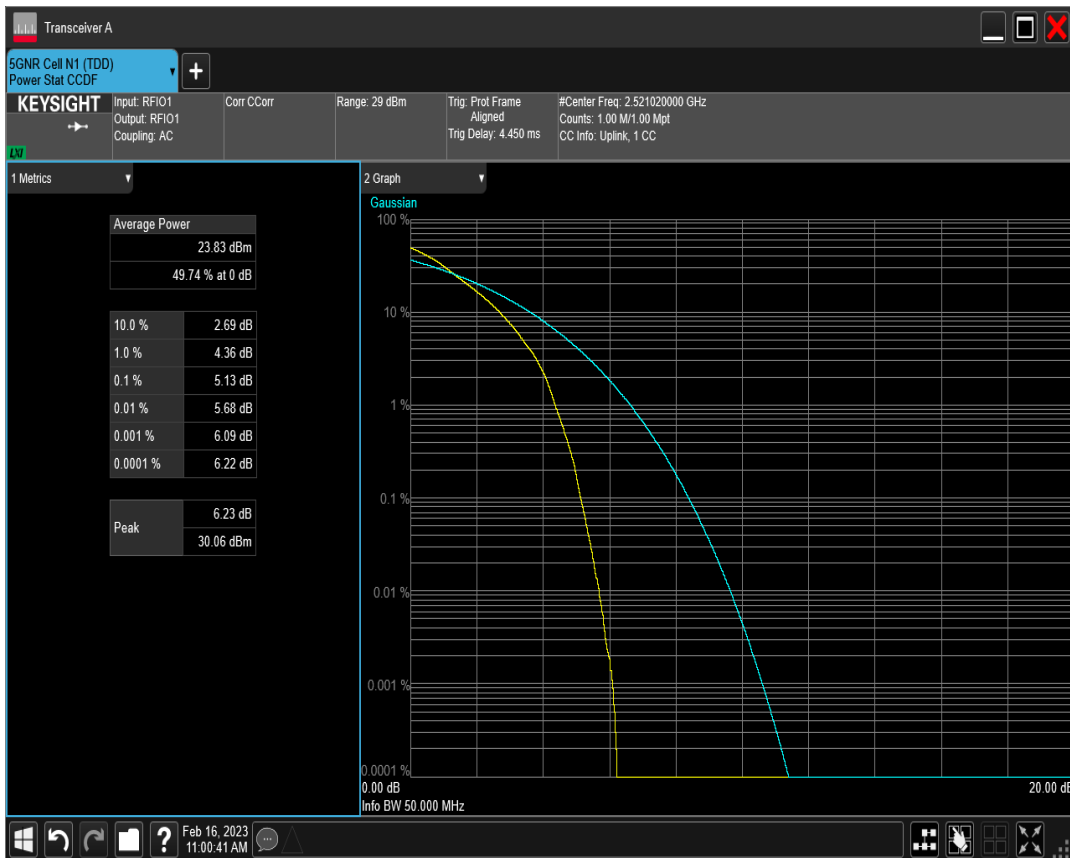 Transceiver A
5GNR Cell N1 (TDD)
Power Stat CCDF
KEYSIGHT
LXI
Input: RFIO1
Output: RFIO1
Coupling: AC
Corr CCorr
Range: 29 dBm
Trig: Prot Frame
Aligned
Trig Delay: 4.450 ms
#Center Freq: 2.521020000 GHz
Counts: 1.00 M/1.00 Mpt
CC Info: Uplink, 1 CC
1 Metrics
Average Power
23.83 dBm
49.74 % at 0 dB
10.0 % 2.69 dB
1.0 % 4.36 dB
0.1 % 5.13 dB
0.01 % 5.68 dB
0.001 % 6.09 dB
0.0001 % 6.22 dB
Peak 6.23 dB
30.06 dBm
2 Graph
Gaussian
100 %
10 %
1 %
0.1 %
0.01 %
0.001 %
0.0001 %
0.00 dB 20.00 dB
Info BW 50.000 MHz
Feb 16, 2023
11:00:41 AM